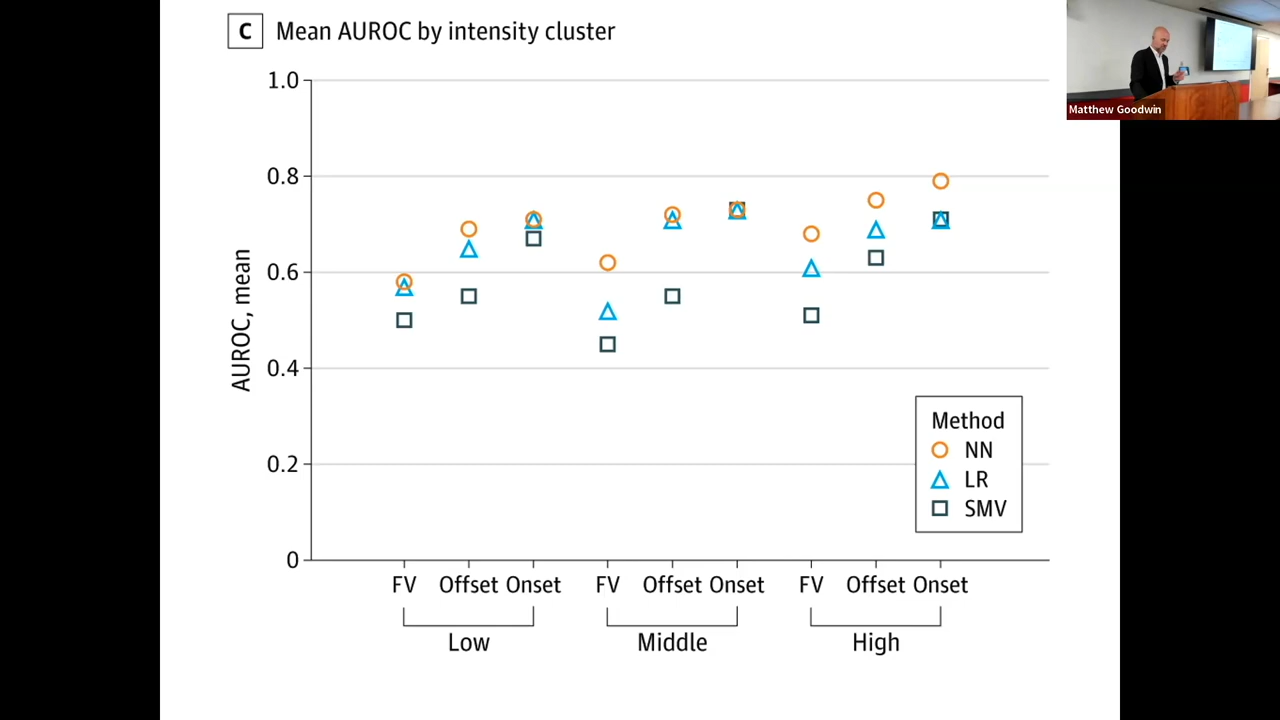 C Mean AUROC by intensity cluster
Matthew Goodwin
1.0
0.8
0.6
0.4
0.2
0
AUROC, mean
Method
NN
LR
SMV
FV Offset Onset FV Offset Onset FV Offset Onset
Low Middle High